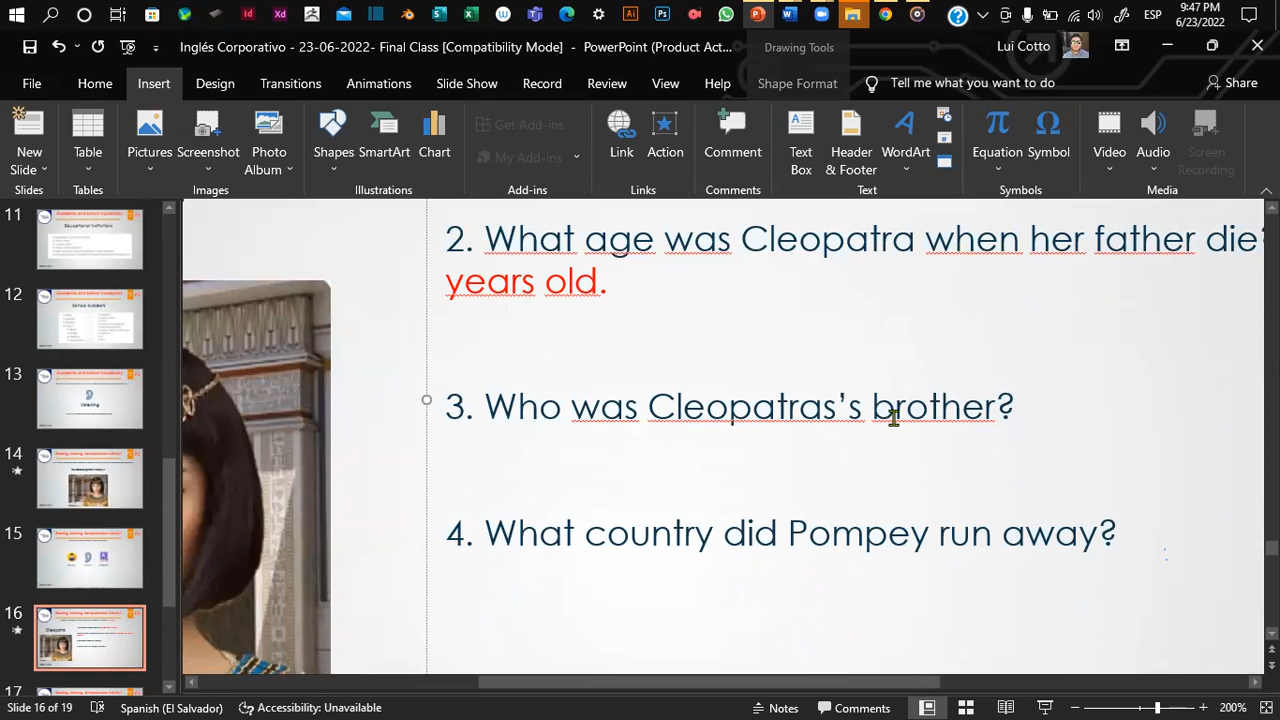 9:47 PM
ESP
6/23/2022
Inglés Corporativo - 23-06-2022- Final Class [Compatibility Mode] - PowerPoint (Product Act...
Drawing Tools
Lui Cotto
File Home Insert Design Transitions Animations Slide Show Record Review View Help Shape Format Tell me what you want to do Share
New Slide
Table
Pictures
Screenshot
Photo Album
Shapes
SmartArt
Chart
Get Add-ins
My Add-ins
Link
Action
Comment
Text Box
Header & Footer
WordArt
Equation
Symbol
Video
Audio
Screen Recording
Slides Tables Images Illustrations Add-ins Links Comments Text Symbols Media
11
12
13
14
15
16
17
Cleopatra
2. What age was Cleopatra when her father die?
years old.
3. Who was Cleopatras’s brother?
4. What country did Pompey run away?
Slide 16 of 19 Spanish (El Salvador) Accessibility: Unavailable Notes Comments 200%